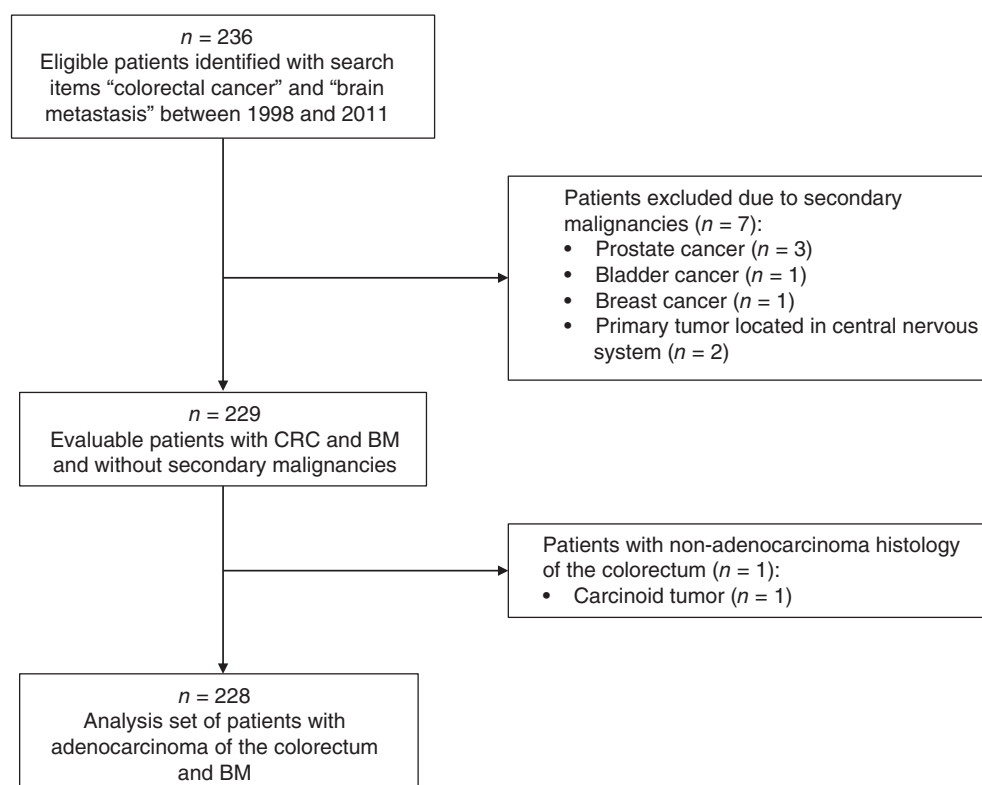 n = 236
Eligible patients identified with search
items “colorectal cancer” and “brain
metastasis” between 1998 and 2011
Patients excluded due to secondary
malignancies (n = 7):
• Prostate cancer (n = 3)
• Bladder cancer (n = 1)
• Breast cancer (n = 1)
• Primary tumor located in central nervous
system (n = 2)
n = 229
Evaluable patients with CRC and BM
and without secondary malignancies
Patients with non-adenocarcinoma histology
of the colorectum (n = 1):
• Carcinoid tumor (n = 1)
n = 228
Analysis set of patients with
adenocarcinoma of the colorectum
and BM